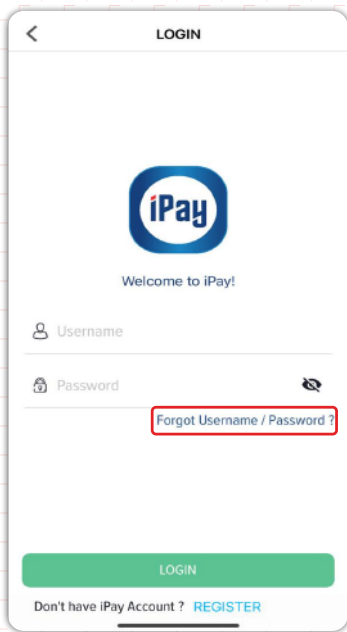 LOGIN
iPay
Welcome to iPay!
Username
Password
Forgot Username / Password ?
LOGIN
Don't have iPay Account ? REGISTER